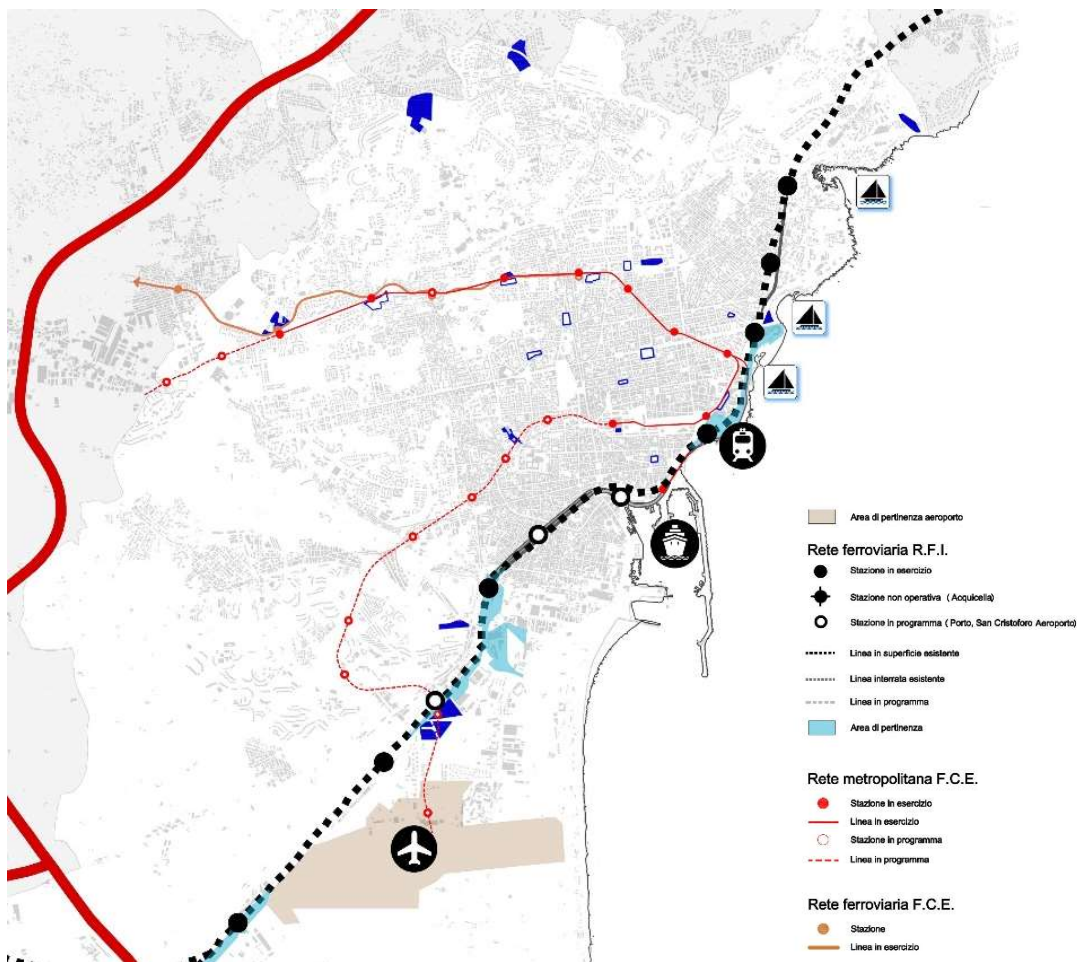 Area di pertinenza aeroporto
Rete ferroviaria R.F.I.
Stazione in esercizio
Stazione non operativa ( Acquicella)
Stazione in programma ( Porto, San Cristoforo Aeroporto)
Linea in superficie esistente
Linea interrata esistente
Linea in programma
Area di pertinenza
Rete metropolitana F.C.E.
Stazione in esercizio
Linea in esercizio
Stazione in programma
Linea in programma
Rete ferroviaria F.C.E.
Stazione
Linea in esercizio